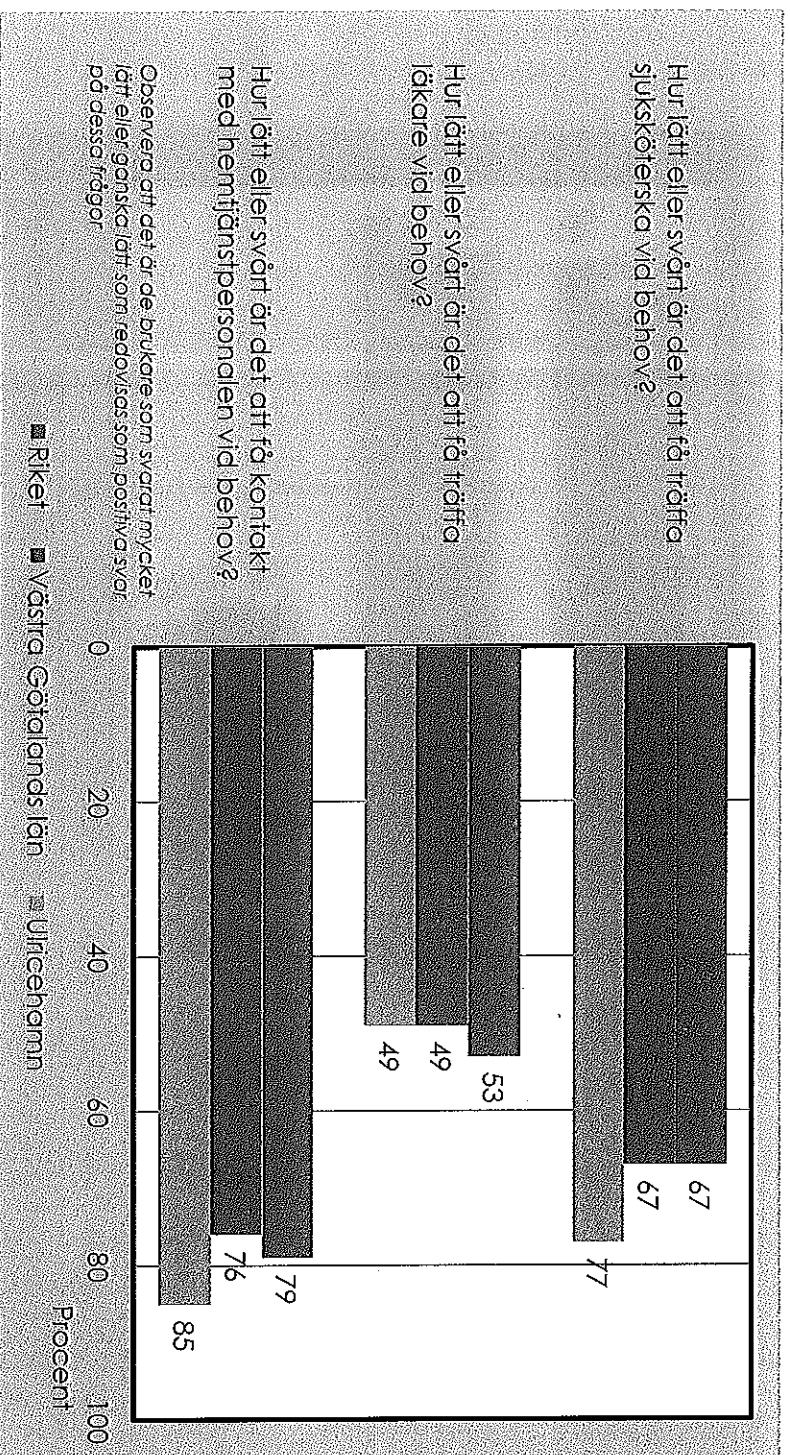 Hur lätt eller svårt är det att få träffa
sjuksköterska vid behov?
67
67
77
Hur lätt eller svårt är det att få träffa
läkare vid behov?
53
49
49
Hur lätt eller svårt är det att få kontakt
med hemtjänstpersonalen vid behov?
79
76
85
Observera att det är de brukare som svarat mycket
lätt eller ganska lätt som redovisas som positiva svar
på dessa frågor
0 20 40 60 80 100
Procent
Riket Västra Götalands län Ulricehamn